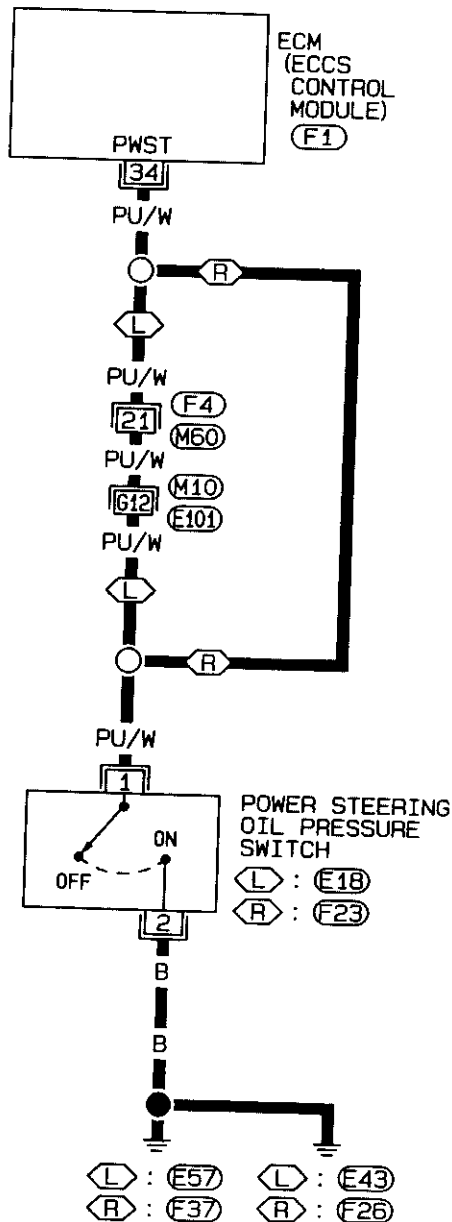 ECM
(ECCS
CONTROL
MODULE)
F1
PWST
34
PU/W
R
L
PU/W
21
F4
M60
PU/W
G12
M10
E101
PU/W
L
R
PU/W
1
ON
OFF
POWER STEERING
OIL PRESSURE
SWITCH
L : E18
R : F23
2
B
B
L : E57 L : E43
R : F37 R : F26